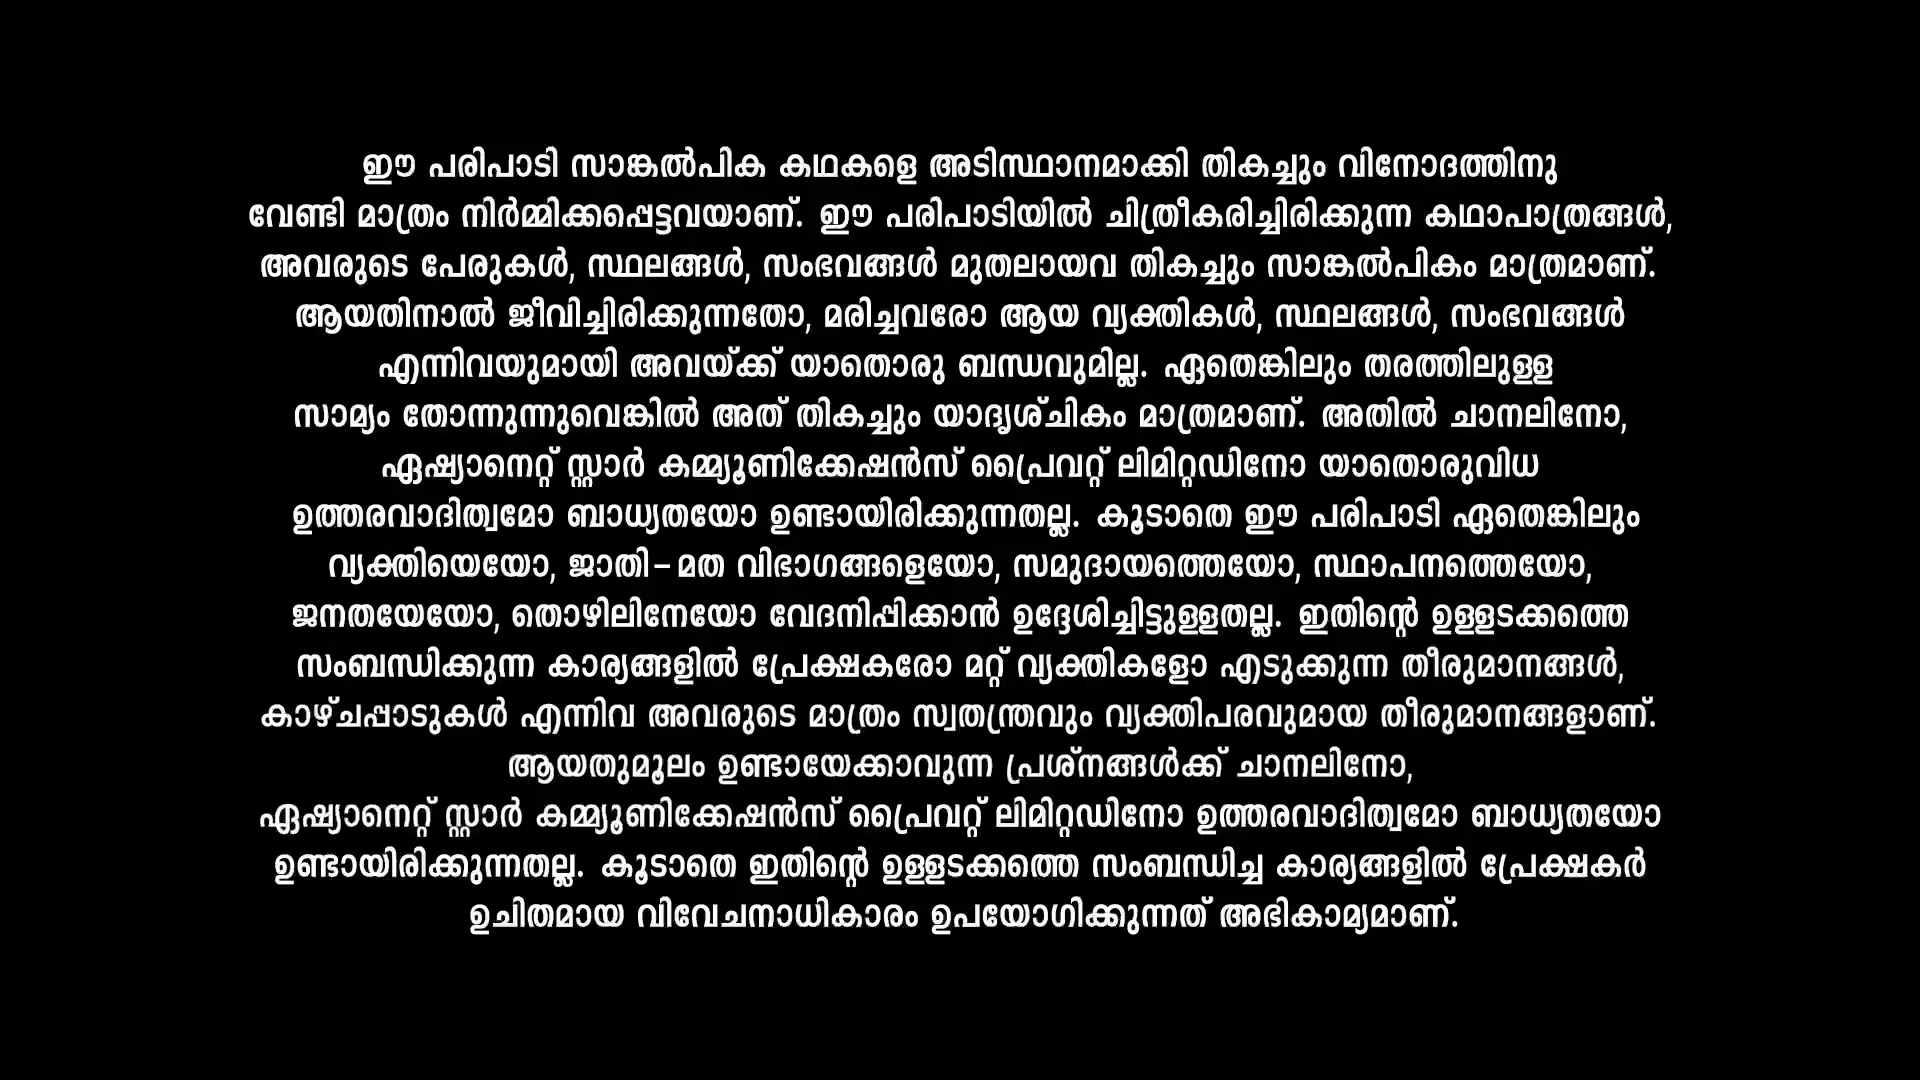 ഈ പരിപാടി സാങ്കൽപിക കഥകളെ അടിസ്ഥാനമാക്കി തികച്ചും വിനോദത്തിനു
വേണ്ടി മാത്രം നിർമ്മിക്കപ്പെട്ടവയാണ്. ഈ പരിപാടിയിൽ ചിത്രീകരിച്ചിരിക്കുന്ന കഥാപാത്രങ്ങൾ,
അവരുടെ പേരുകൾ, സ്ഥലങ്ങൾ, സംഭവങ്ങൾ മുതലായവ തികച്ചും സാങ്കൽപികം മാത്രമാണ്.
ആയതിനാൽ ജീവിച്ചിരിക്കുന്നതോ, മരിച്ചവരോ ആയ വ്യക്തികൾ, സ്ഥലങ്ങൾ, സംഭവങ്ങൾ
എന്നിവയുമായി അവയ്ക്ക് യാതൊരു ബന്ധവുമില്ല. ഏതെങ്കിലും തരത്തിലുള്ള
സാമ്യം തോന്നുന്നുവെങ്കിൽ അത് തികച്ചും യാദൃശ്ചികം മാത്രമാണ്. അതിൽ ചാനലിനോ,
ഏഷ്യാനെറ്റ് സ്റ്റാർ കമ്മ്യൂണിക്കേഷൻസ് പ്രൈവറ്റ് ലിമിറ്റഡിനോ യാതൊരുവിധ
ഉത്തരവാദിത്വമോ ബാധ്യതയോ ഉണ്ടായിരിക്കുന്നതല്ല. കൂടാതെ ഈ പരിപാടി ഏതെങ്കിലും
വ്യക്തിയെയോ, ജാതി-മത വിഭാഗങ്ങളെയോ, സമുദായത്തെയോ, സ്ഥാപനത്തെയോ,
ജനതയേയോ, തൊഴിലിനേയോ വേദനിപ്പിക്കാൻ ഉദ്ദേശിച്ചിട്ടുള്ളതല്ല. ഇതിന്റെ ഉള്ളടക്കത്തെ
സംബന്ധിക്കുന്ന കാര്യങ്ങളിൽ പ്രേക്ഷകരോ മറ്റ് വ്യക്തികളോ എടുക്കുന്ന തീരുമാനങ്ങൾ,
കാഴ്ചപ്പാടുകൾ എന്നിവ അവരുടെ മാത്രം സ്വതന്ത്രവും വ്യക്തിപരവുമായ തീരുമാനങ്ങളാണ്.
ആയതുമൂലം ഉണ്ടായേക്കാവുന്ന പ്രശ്നങ്ങൾക്ക് ചാനലിനോ,
ഏഷ്യാനെറ്റ് സ്റ്റാർ കമ്മ്യൂണിക്കേഷൻസ് പ്രൈവറ്റ് ലിമിറ്റഡിനോ ഉത്തരവാദിത്വമോ ബാധ്യതയോ
ഉണ്ടായിരിക്കുന്നതല്ല. കൂടാതെ ഇതിന്റെ ഉള്ളടക്കത്തെ സംബന്ധിച്ച കാര്യങ്ങളിൽ പ്രേക്ഷകർ
ഉചിതമായ വിവേചനാധികാരം ഉപയോഗിക്കുന്നത് അഭികാമ്യമാണ്.